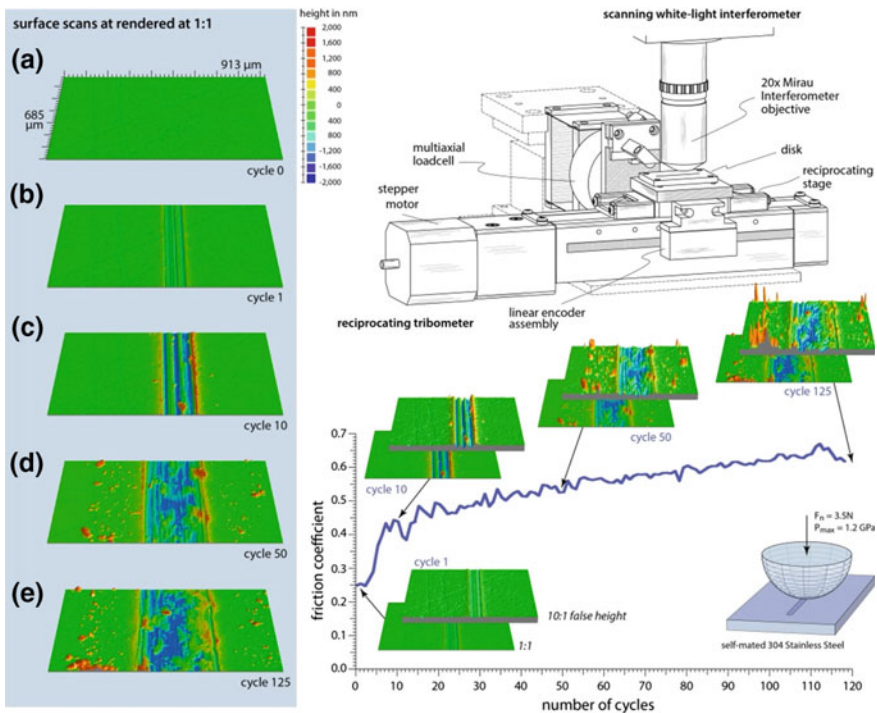 surface scans at rendered at 1:1
(a)
913 µm
685
µm
cycle 0
(b)
cycle 1
(c)
cycle 10
(d)
cycle 50
(e)
cycle 125
height in nm
2,000
1,600
1,200
800
400
0
400
800
-1,200
-1,600
-2,000
scanning white-light interferometer
20x Mirau
Interferometer
objective
multiaxial
loadcell
disk
stepper
motor
reciprocating
stage
linear encoder
assembly
reciprocating tribometer
cycle 125
cycle 50
cycle 10
cycle 1
10:1 false height
1:1
Fn = 3.5N
Pmax = 1.2 GPa
self-mated 304 Stainless Steel
friction coefficient
0.7
0.6
0.5
0.4
0.3
0.2
0.1
0.0
0 10 20 30 40 50 60 70 80 90 100 110 120
number of cycles